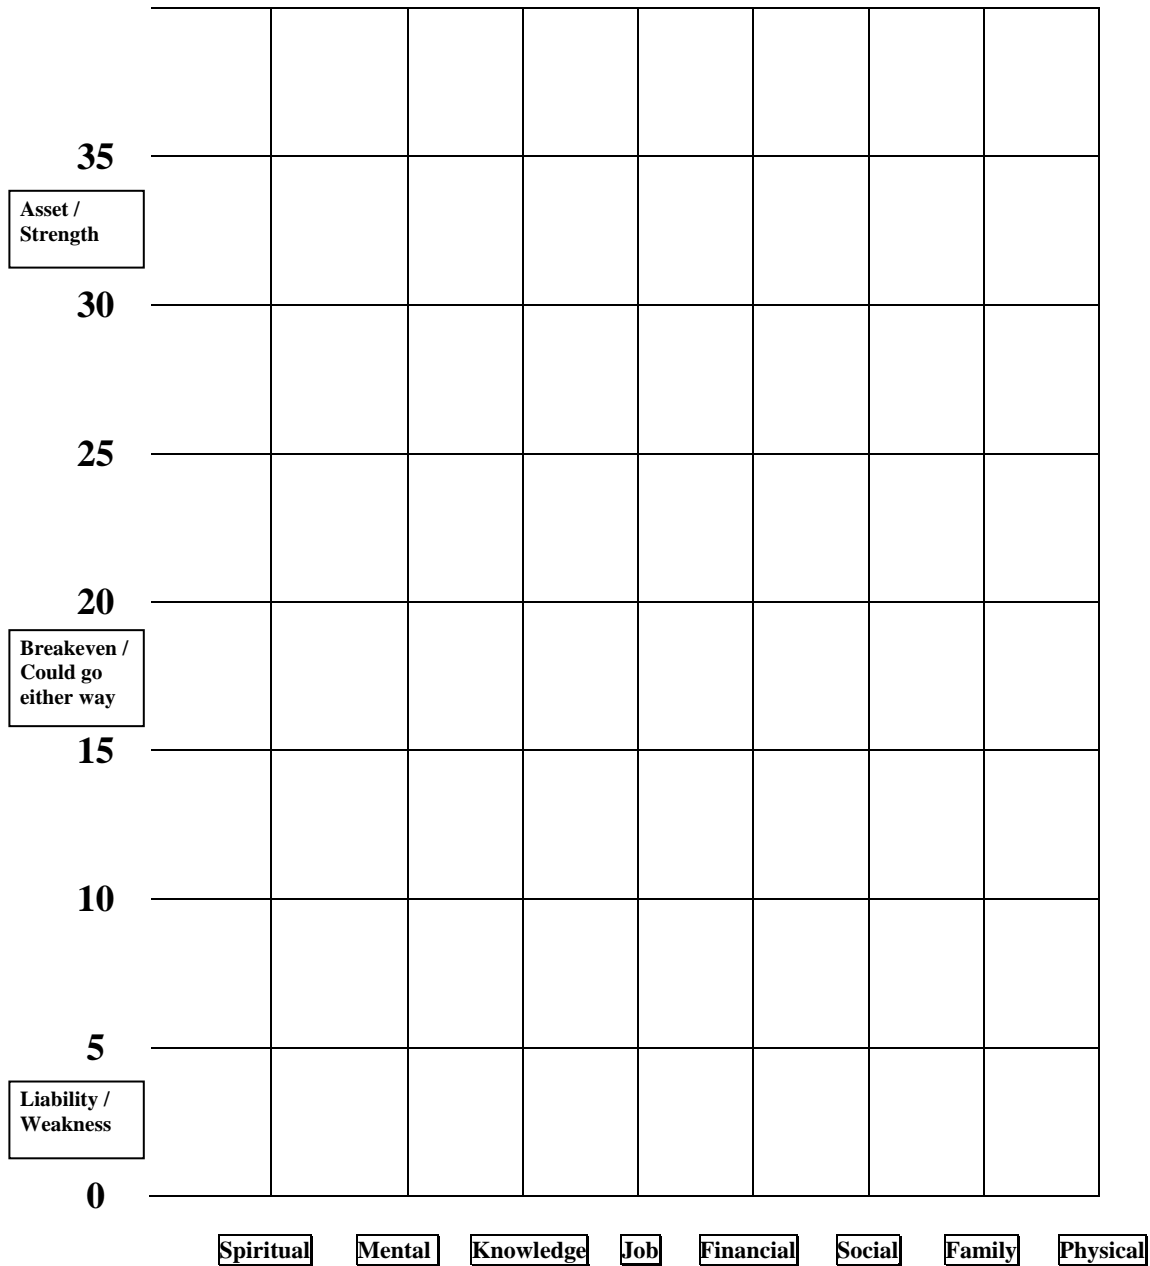 35
Asset /
Strength
30
25
20
Breakeven /
Could go
either way
15
10
5
Liability /
Weakness
0
Spiritual Mental Knowledge Job Financial Social Family Physical